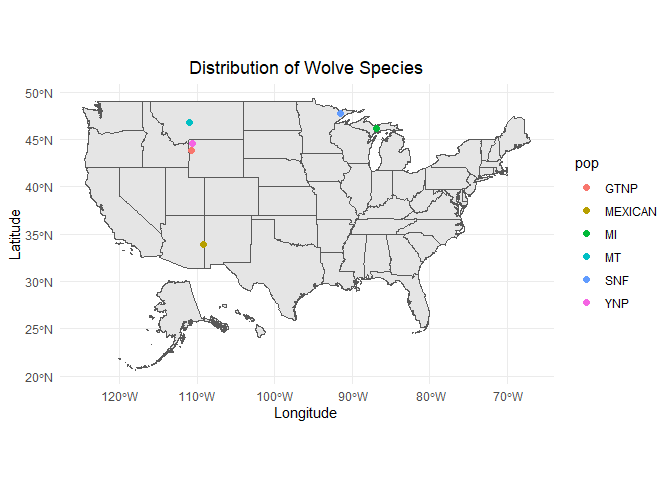 Distribution of Wolve Species
50°N
45°N
40°N
35°N
30°N
25°N
20°N
Latitude
120°W
110°W
100°W
90°W
80°W
70°W
Longitude
pop
GTNP
MEXICAN
MI
MT
SNF
YNP